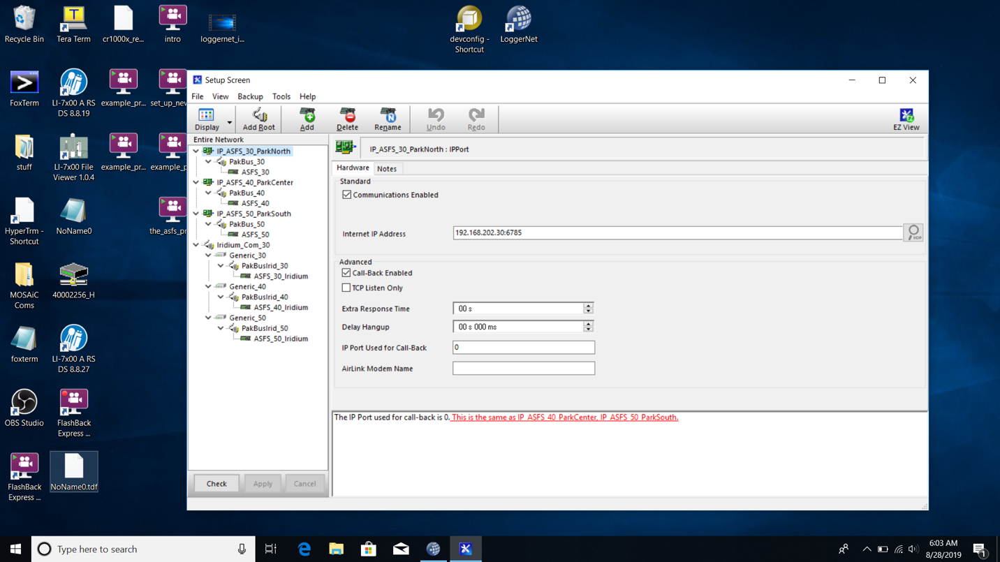 Recycle Bin
Tera Term
cr1000x_re...
intro
loggernet_i...
devconfig -
Shortcut
LoggerNet
FoxTerm
LI-7x00 A RS
DS 8.8.19
example_pr...
set_up_new
stuff
LI-7x00 File
Viewer 1.0.4
example_pr...
example_p
HyperTrm -
Shortcut
NoName0
the_asfs_pr
MOSAiC
Coms
40002256_H
foxterm
LI-7x00 A RS
DS 8.8.27
OBS Studio
FlashBack
Express ...
FlashBack
Express ...
NoName0.tdf
Setup Screen
File View Backup Tools Help
Display Add Root Add Delete Rename Undo Redo EZ View
Entire Network
IP_ASFS_30_ParkNorth
PakBus_30
ASFS_30
IP_ASFS_40_ParkCenter
PakBus_40
ASFS_40
IP_ASFS_50_ParkSouth
PakBus_50
ASFS_50
Iridium_Com_30
Generic_30
PakBusIrid_30
ASFS_30_Iridium
Generic_40
PakBusIrid_40
ASFS_40_Iridium
Generic_50
PakBusIrid_50
ASFS_50_Iridium
Check Apply Cancel
IP_ASFS_30_ParkNorth : IPPort
Hardware Notes
Standard
Communications Enabled
Internet IP Address 192.168.202.30:6785
Advanced
Call-Back Enabled
TCP Listen Only
Extra Response Time 00 s
Delay Hangup 00 s 000 ms
IP Port Used for Call-Back 0
AirLink Modem Name
The IP Port used for call-back is 0. This is the same as IP_ASFS_40_ParkCenter, IP_ASFS_50_ParkSouth.
Type here to search
6:03 AM
8/28/2019
1